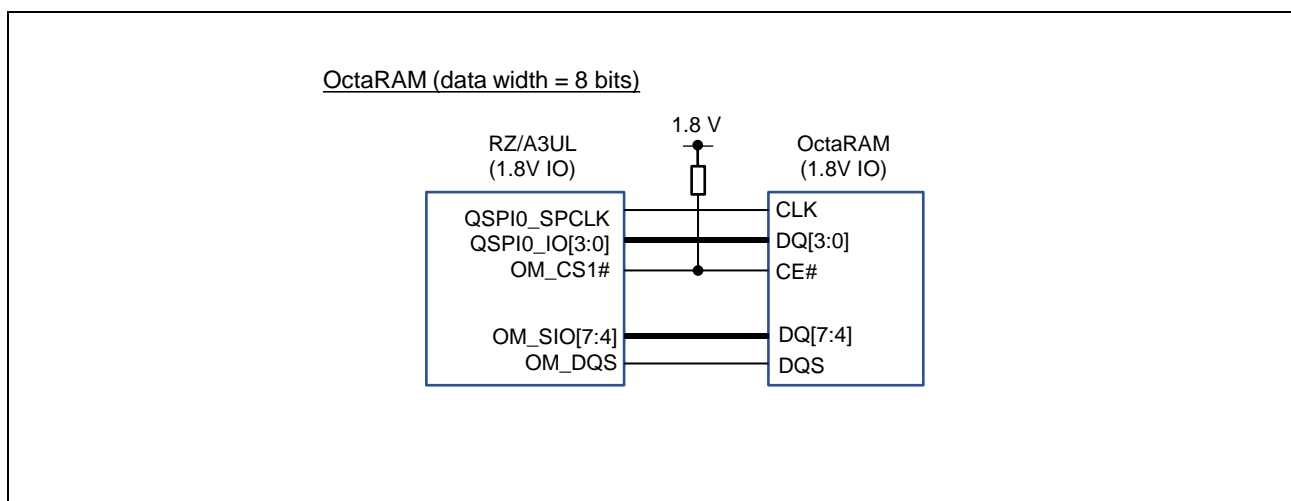 OctaRAM (data width = 8 bits)
1.8 V
RZ/A3UL
(1.8V IO)
OctaRAM
(1.8V IO)
QSPI0_SPCLK
CLK
QSPI0_IO[3:0]
DQ[3:0]
OM_CS1#
CE#
OM_SIO[7:4]
DQ[7:4]
OM_DQS
DQS